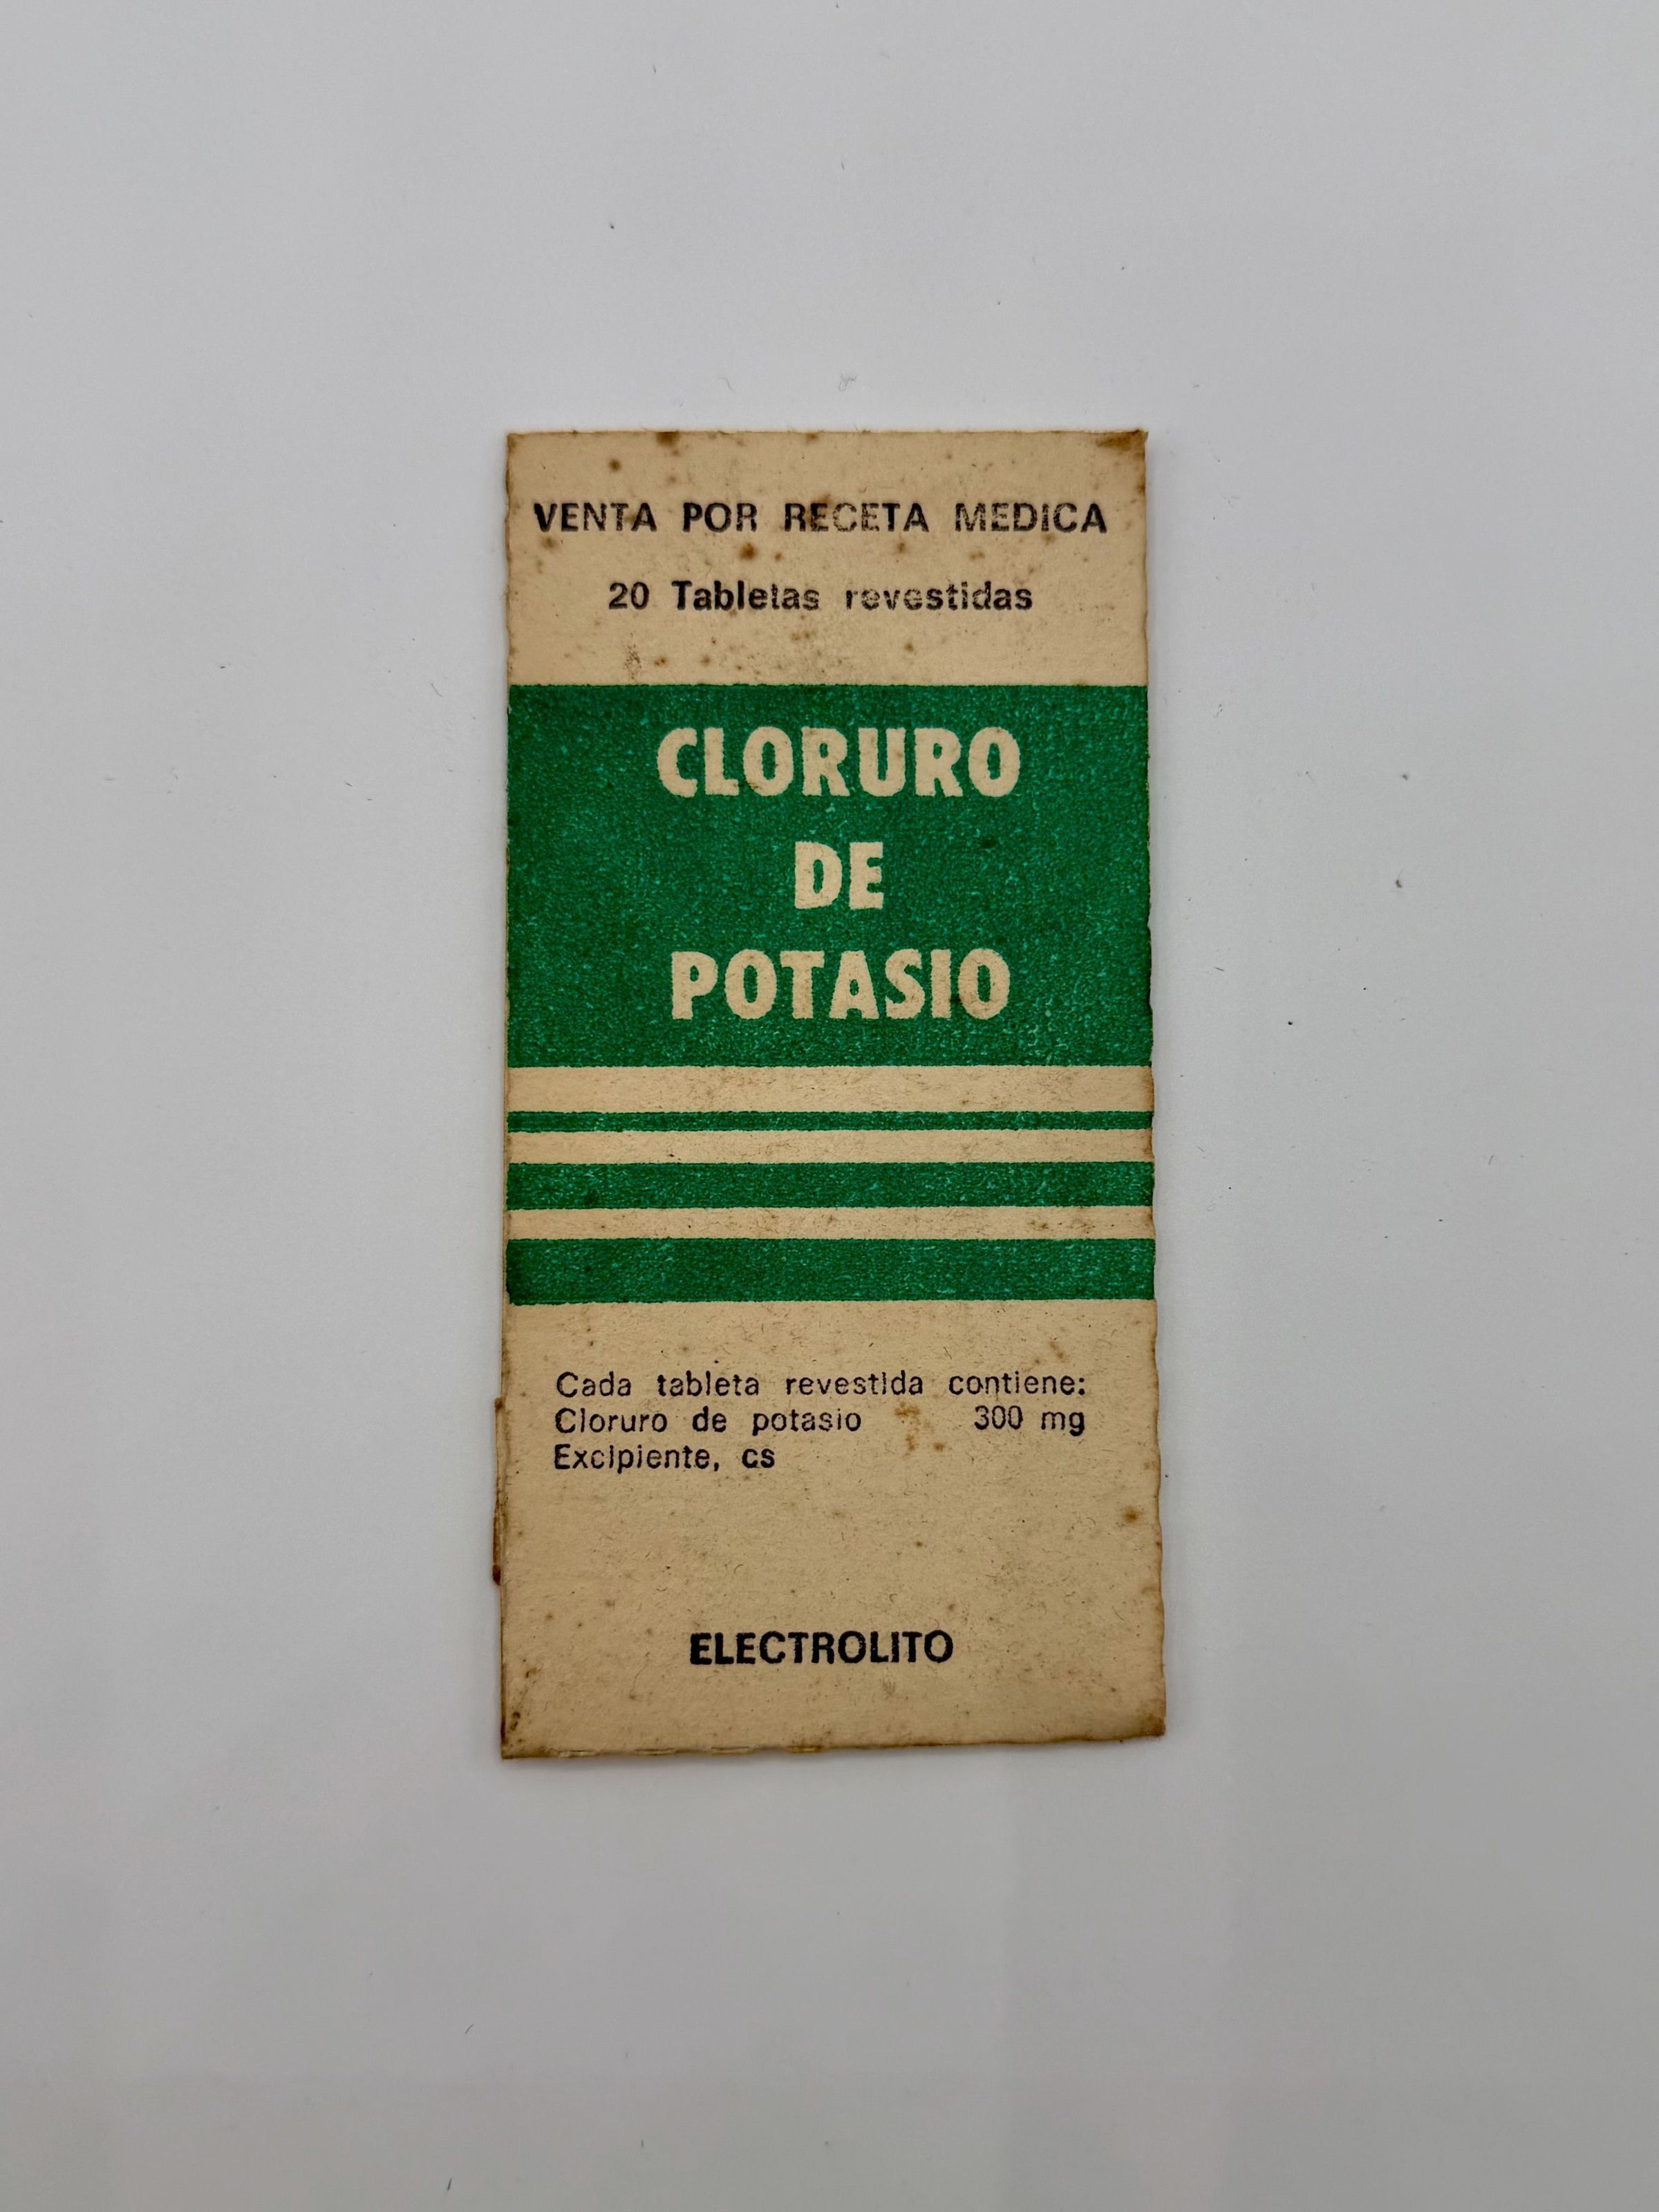 VENTA POR RECETA MEDICA
20 Tabletas revestidas
CLORURO
DE
POTASIO
Cada tableta revestida contiene:
Cloruro de potasio 300 mg
Excipiente, cs
ELECTROLITO